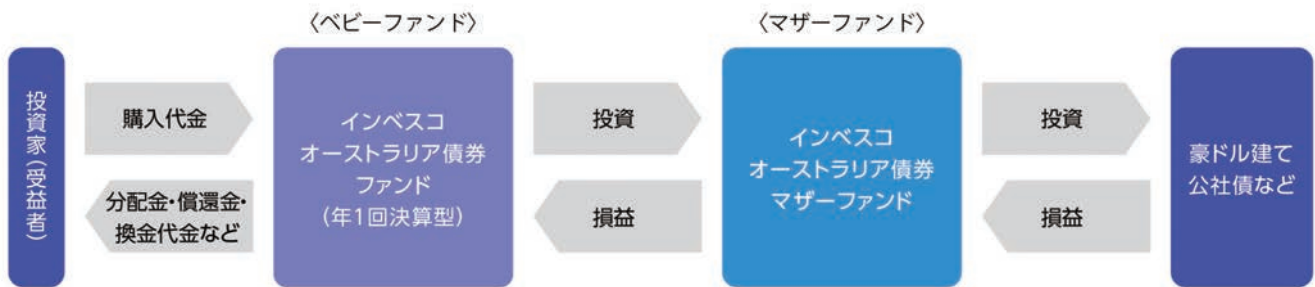 〈ベビーファンド〉
〈マザーファンド〉
投資家(受益者)
購入代金
分配金・償還金・
換金代金など
インベスコ
オーストラリア債券
ファンド
(年1回決算型)
投資
損益
インベスコ
オーストラリア債券
マザーファンド
投資
損益
豪ドル建て
公社債など